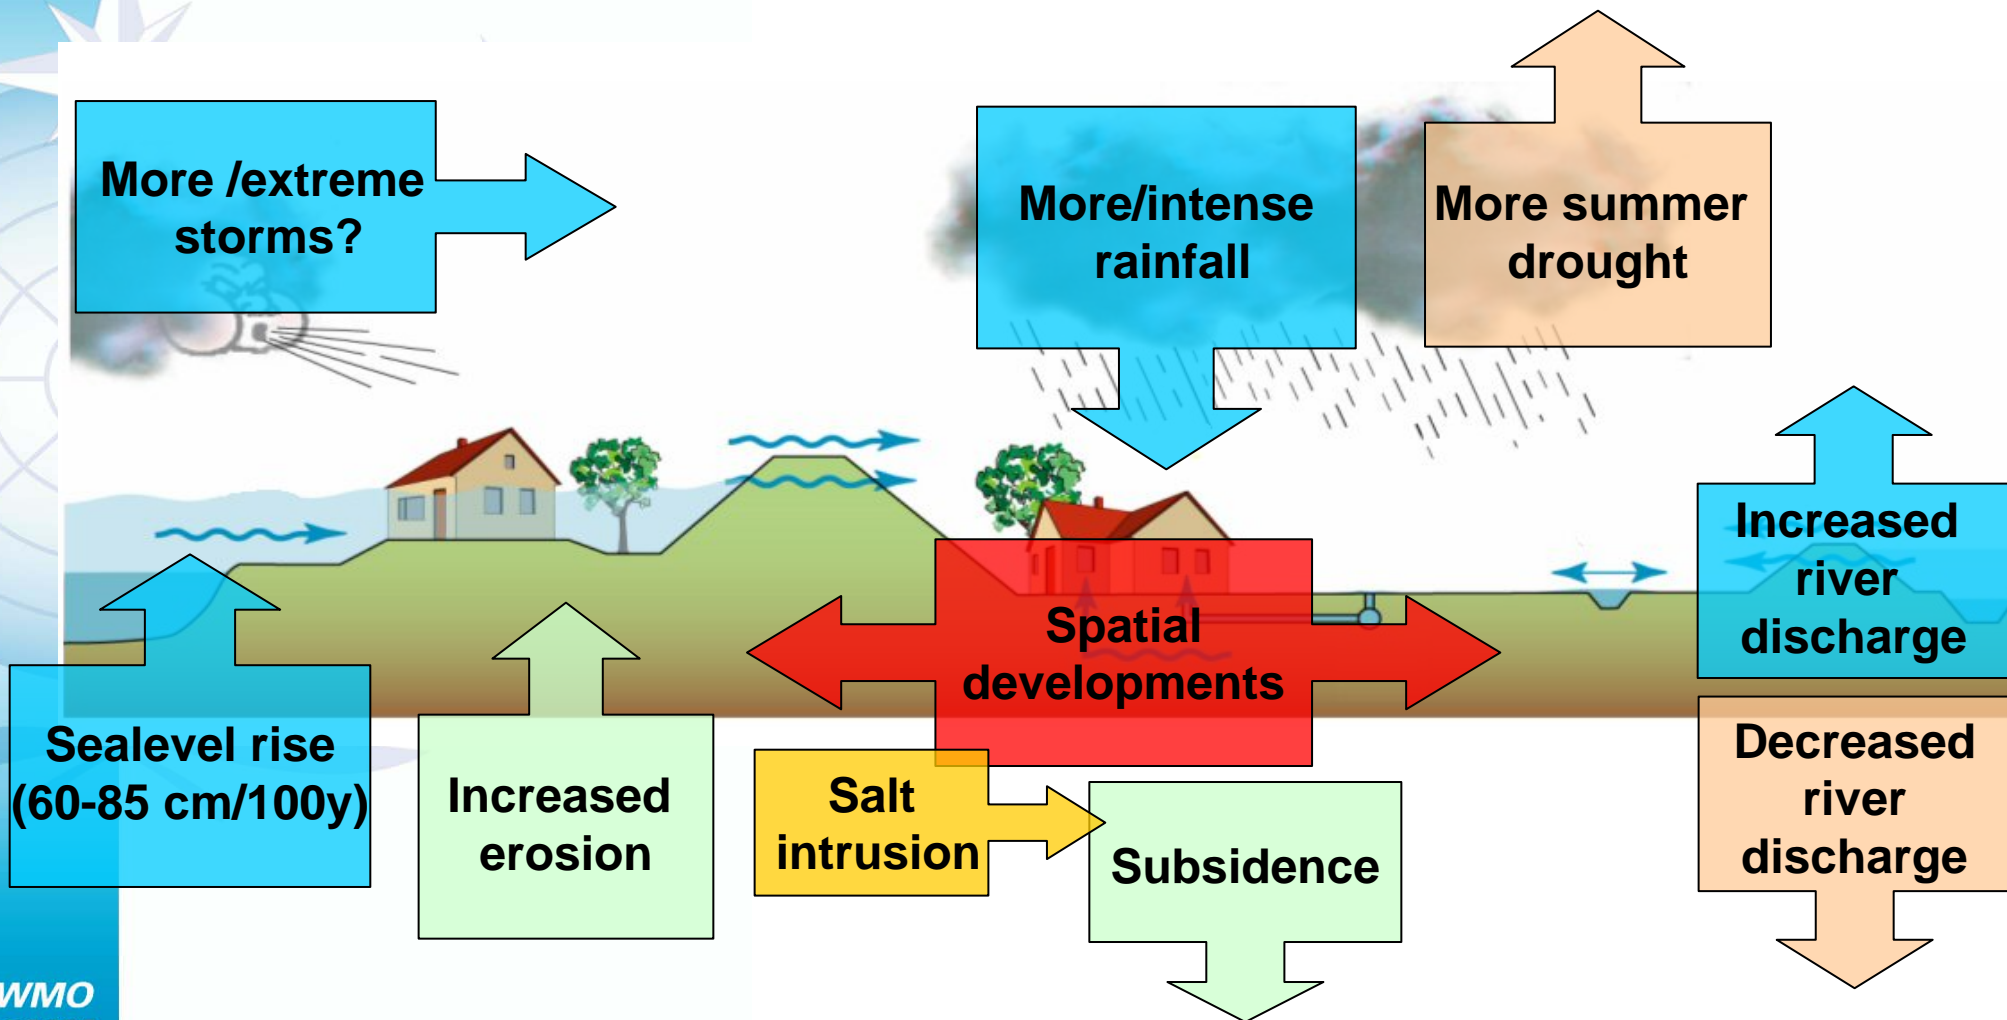 More /extreme
storms?
More/intense
rainfall
More summer
drought
Increased
river
discharge
Spatial
developments
Sealevel rise
(60-85 cm/100y)
Increased
erosion
Salt
intrusion
Subsidence
Decreased
river
discharge
WMO